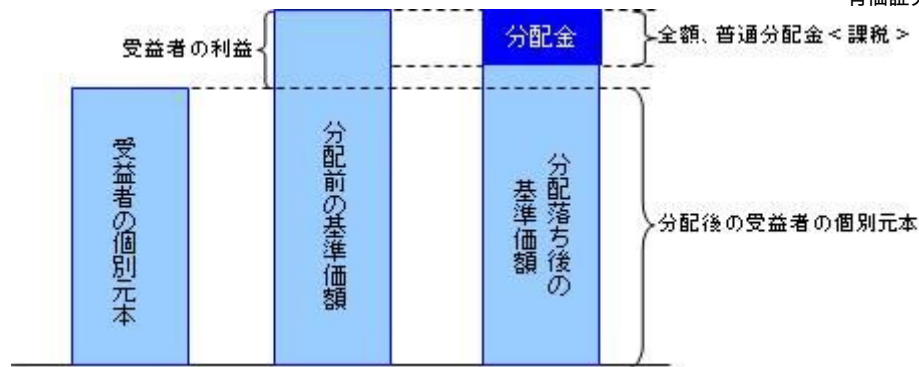 受益者の利益
分配金
全額、普通分配金＜課税＞
受益者の個別元本
分配前の基準価額
分配落ち後の
基準価額
分配後の受益者の個別元本